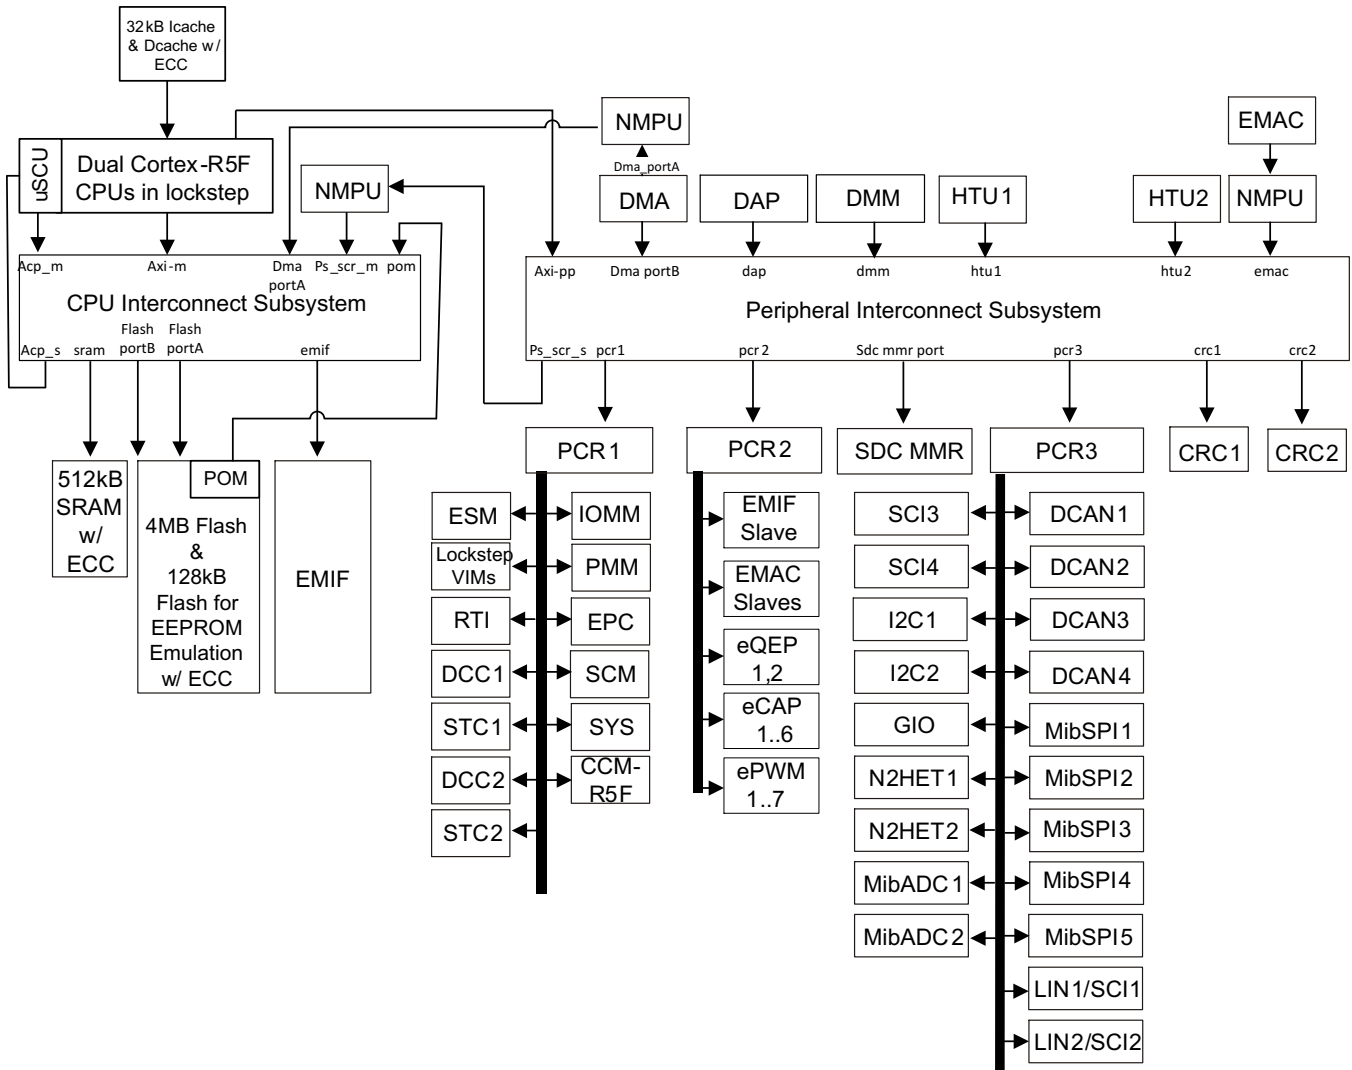 32kB Icache
& Dcache w/
ECC
uSCU
Dual Cortex-R5F
CPUs in lockstep
NMPU
NMPU
Dma_portA
DMA
DAP
DMM
HTU1
HTU2
EMAC
NMPU
Acp_m
Axi-m
Dma
portA
Ps_scr_m
pom
CPU Interconnect Subsystem
Flash
portB
Flash
portA
Acp_s
sram
emif
Axi-pp
Dma portB
dap
dmm
htu1
htu2
emac
Peripheral Interconnect Subsystem
Ps_scr_s
pcr1
pcr2
Sdc mmr port
pcr3
crc1
crc2
512kB
SRAM
w/
ECC
POM
4MB Flash
&
128kB
Flash for
EEPROM
Emulation
w/ ECC
EMIF
PCR1
PCR2
SDC MMR
PCR3
CRC1
CRC2
ESM
IOMM
Lockstep
VIMs
PMM
RTI
EPC
DCC1
SCM
STC1
SYS
DCC2
CCM-
R5F
STC2
EMIF
Slave
EMAC
Slaves
eQEP
1,2
eCAP
1..6
ePWM
1..7
SCI3
DCAN1
SCI4
DCAN2
I2C1
DCAN3
I2C2
DCAN4
GIO
MibSPI1
N2HET1
MibSPI2
N2HET2
MibSPI3
MibADC1
MibSPI4
MibADC2
MibSPI5
LIN1/SCI1
LIN2/SCI2